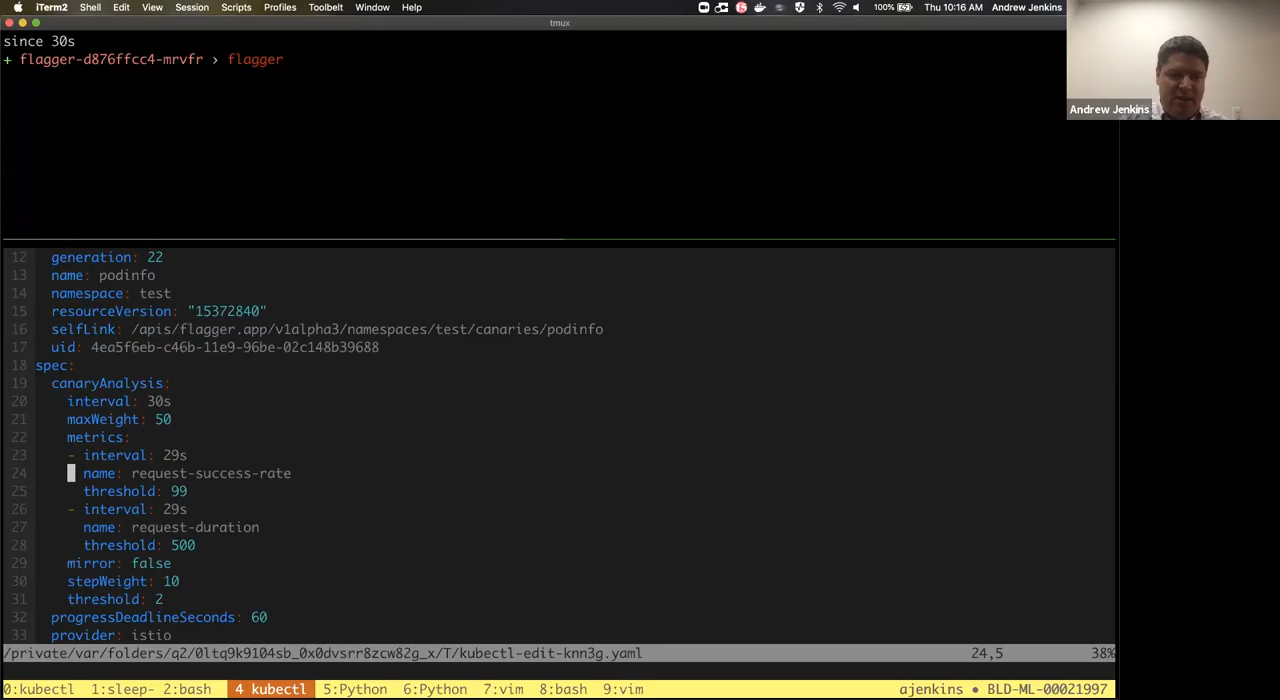 iTerm2 Shell Edit View Session Scripts Profiles Toolbelt Window Help 100% Thu 10:16 AM Andrew Jenkins
tmux
since 30s
+ flagger-d876ffcc4-mrvfr › flagger
Andrew Jenkins
12 generation: 22
13 name: podinfo
14 namespace: test
15 resourceVersion: "15372840"
16 selfLink: /apis/flagger.app/v1alpha3/namespaces/test/canaries/podinfo
17 uid: 4ea5f6eb-c46b-11e9-96be-02c148b39688
18 spec:
19 canaryAnalysis:
20 interval: 30s
21 maxWeight: 50
22 metrics:
23 - interval: 29s
24 name: request-success-rate
25 threshold: 99
26 - interval: 29s
27 name: request-duration
28 threshold: 500
29 mirror: false
30 stepWeight: 10
31 threshold: 2
32 progressDeadlineSeconds: 60
33 provider: istio
/private/var/folders/q2/0ltq9k9104sb_0x0dvsrr8zcw82g_x/T/kubectl-edit-knn3g.yaml 24,5 38%
0:kubectl 1:sleep- 2:bash 4 kubectl 5:Python 6:Python 7:vim 8:bash 9:vim ajenkins • BLD-ML-00021997